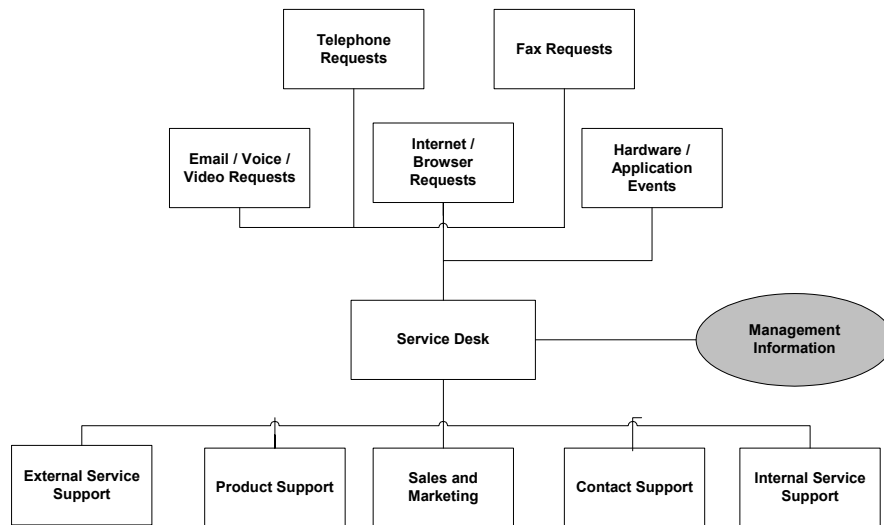 Telephone
Requests
Fax Requests
Email / Voice /
Video Requests
Internet /
Browser
Requests
Hardware /
Application
Events
Service Desk
Management
Information
External Service
Support
Product Support
Sales and
Marketing
Contact Support
Internal Service
Support